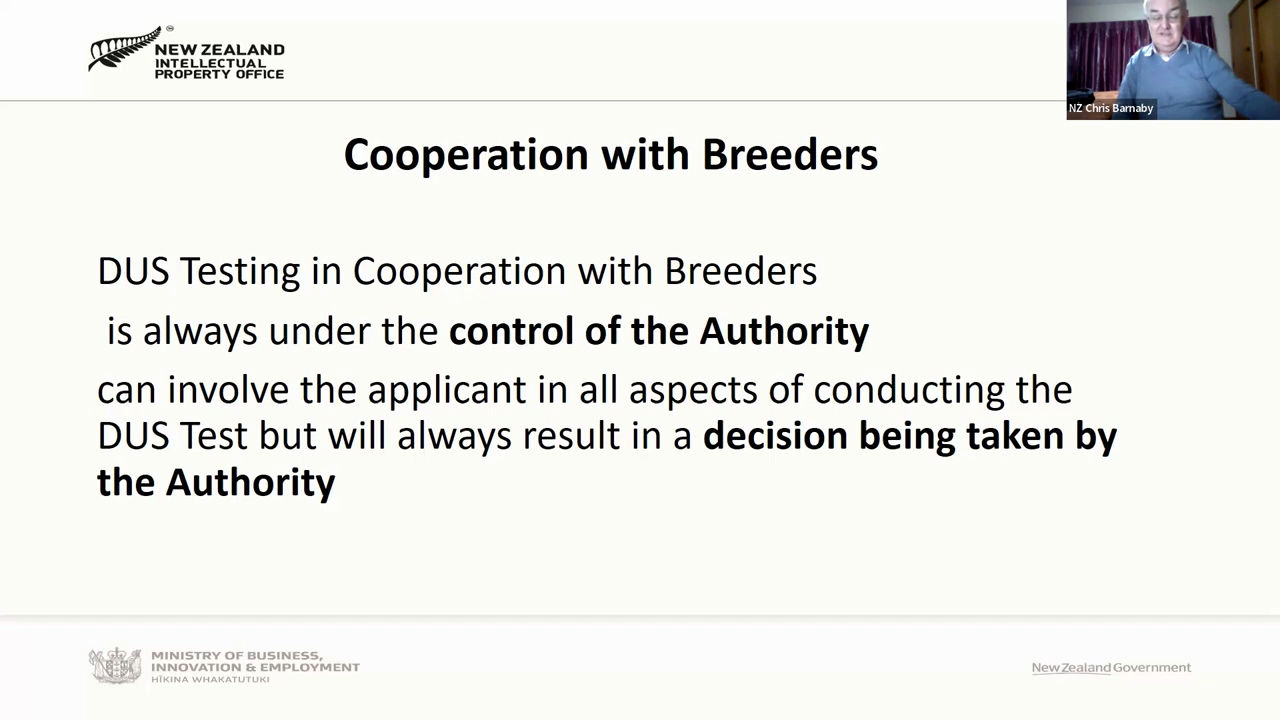 NEW ZEALAND
INTELLECTUAL
PROPERTY OFFICE
NZ Chris Barnaby
Cooperation with Breeders
DUS Testing in Cooperation with Breeders
is always under the control of the Authority
can involve the applicant in all aspects of conducting the
DUS Test but will always result in a decision being taken by
the Authority
MINISTRY OF BUSINESS,
INNOVATION & EMPLOYMENT
HĪKINA WHAKATUTUKI
New Zealand Government